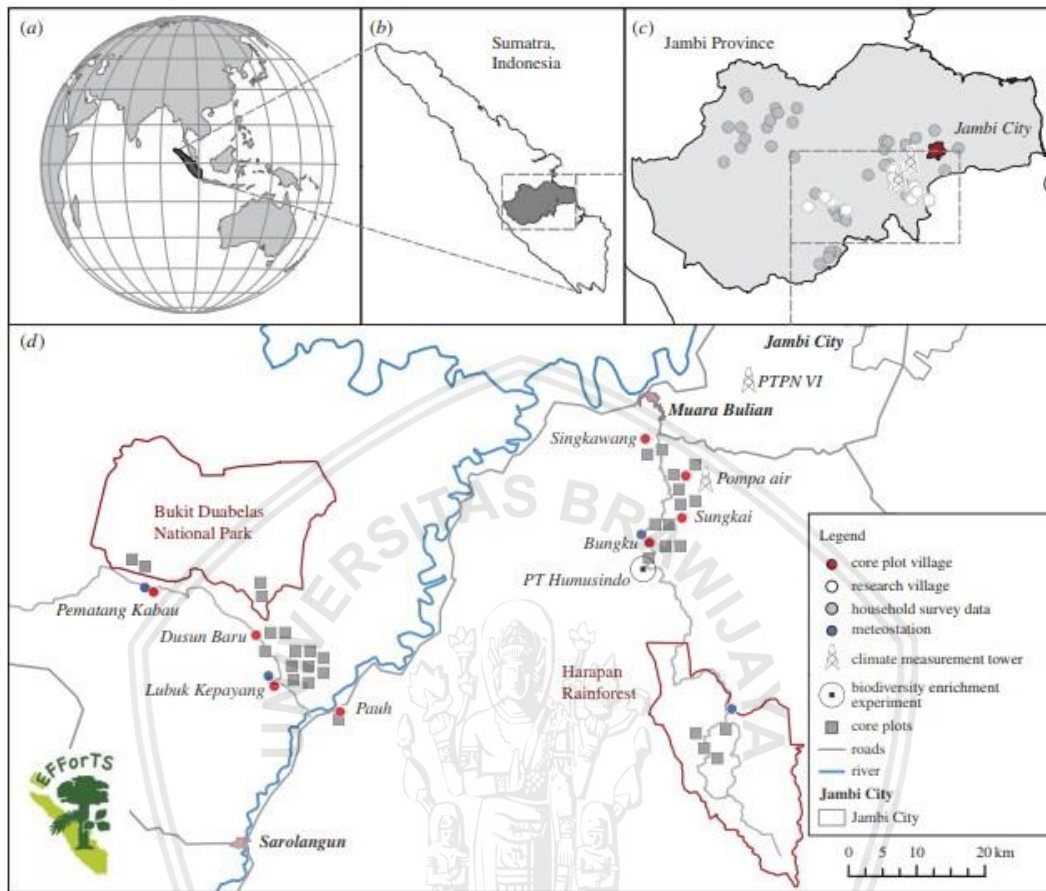 (a)
(b)
Sumatra,
Indonesia
(c)
Jambi Province
Jambi City
(d)
Jambi City
PTPN VI
Muara Bulian
Singkawang
Pompa air
Bukit Duabelas
National Park
Sungkai
Bungku
PT Humusindo
Pematang Kabau
Dusun Baru
Lubuk Kepayang
Pauh
Harapan
Rainforest
Sarolangun
EFForTS
UNIVERSITAS BRAWIJAYA
Legend
core plot village
research village
household survey data
meteostation
climate measurement tower
biodiversity enrichment
experiment
core plots
roads
river
Jambi City
Jambi City
0 5 10 20 km